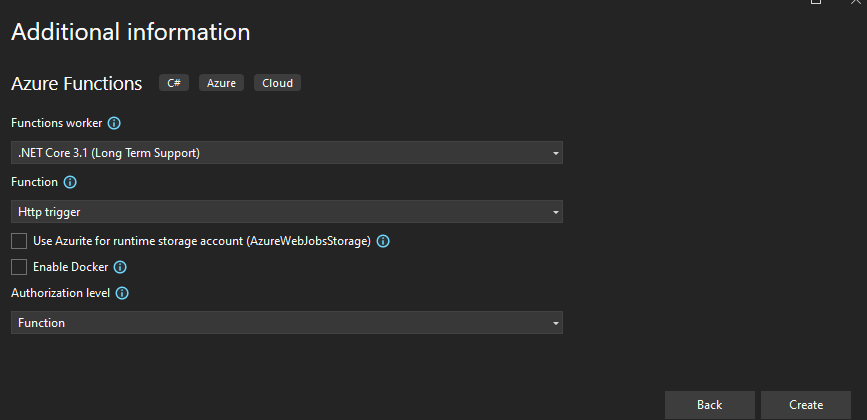 Additional information
Azure Functions C# Azure Cloud
Functions worker
.NET Core 3.1 (Long Term Support)
Function
Http trigger
Use Azurite for runtime storage account (AzureWebJobsStorage)
Enable Docker
Authorization level
Function
Back Create